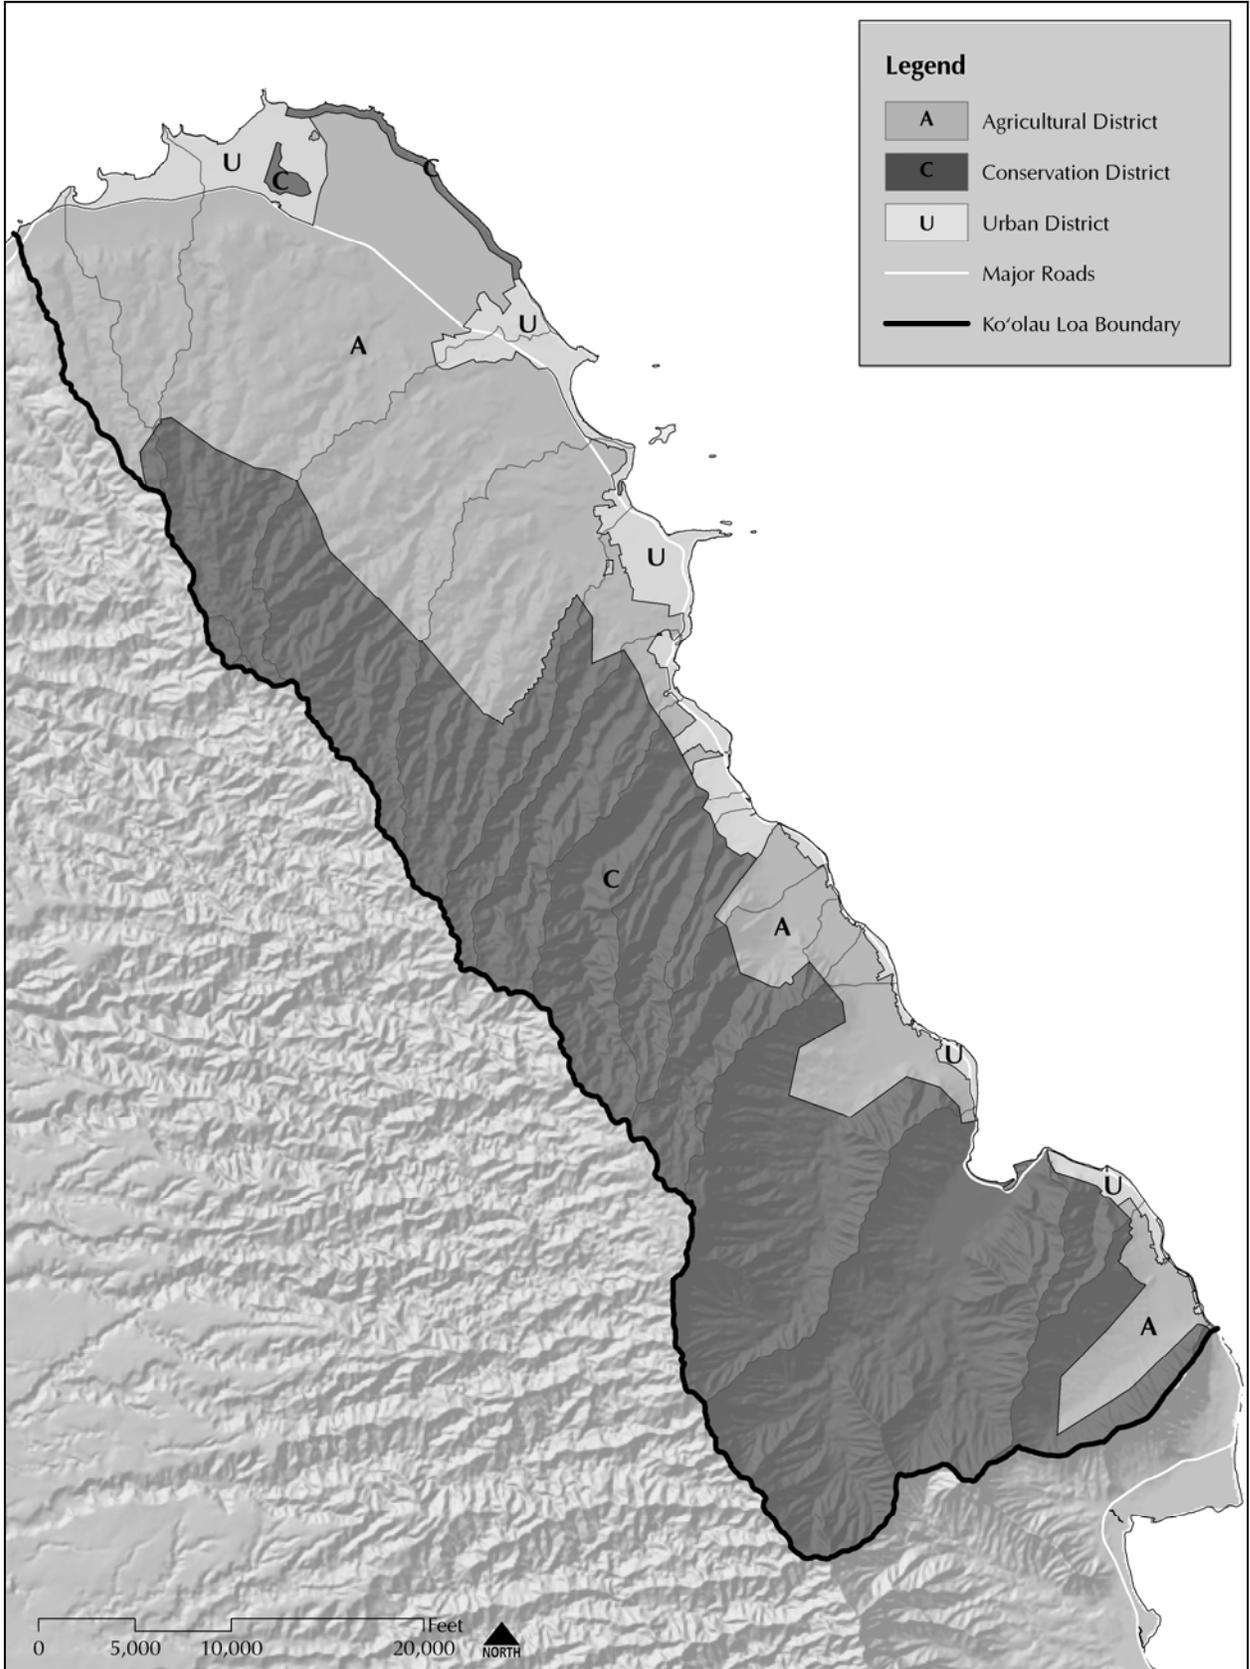 Legend
A Agricultural District
C Conservation District
U Urban District
Major Roads
Koʻolau Loa Boundary
U
C
C
U
A
U
C
A
U
U
A
Feet
0 5,000 10,000 20,000
NORTH